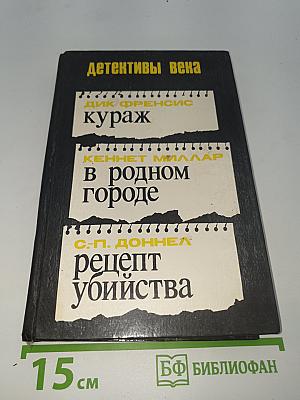 детективы века
ДИК ФРЕНСИС
кураж
КЕННЕТ МИЛЛАР
в родном
городе
С.-П. ДОННЕЛ
рецепт
убийства
15 см
БФ БИБЛИОФАН